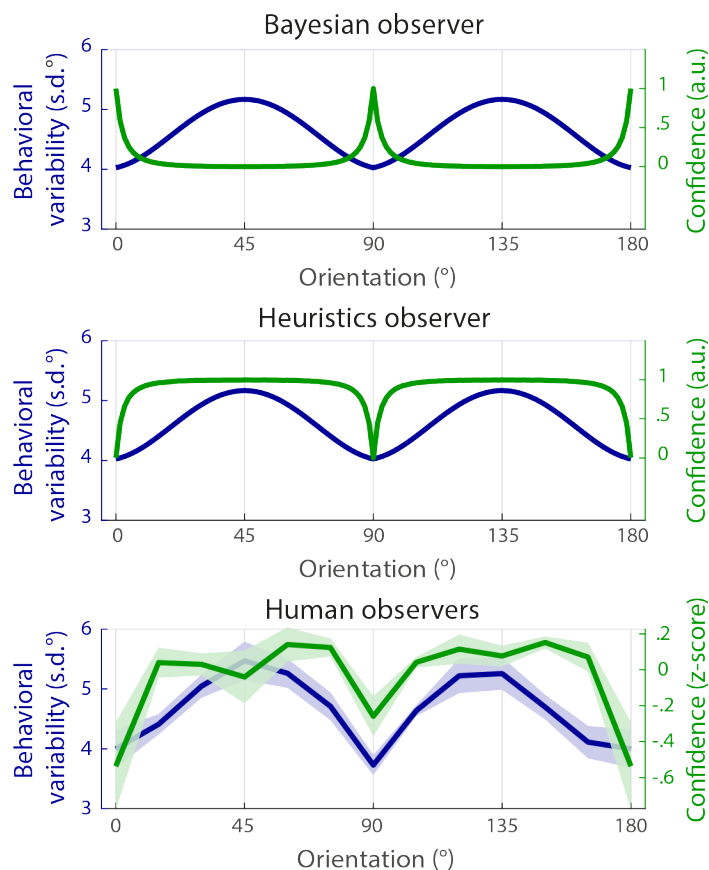 Bayesian observer
Behavioral
variability (s.d.°)
6
5
4
3
1
.5
0
Confidence (a.u.)
0
45
90
135
180
Orientation (°)
Heuristics observer
Behavioral
variability (s.d.°)
6
5
4
3
1
.5
0
Confidence (a.u.)
0
45
90
135
180
Orientation (°)
Human observers
Behavioral
variability (s.d.°)
6
5
4
3
.2
0
-.2
-.4
-.6
Confidence (z-score)
0
45
90
135
180
Orientation (°)